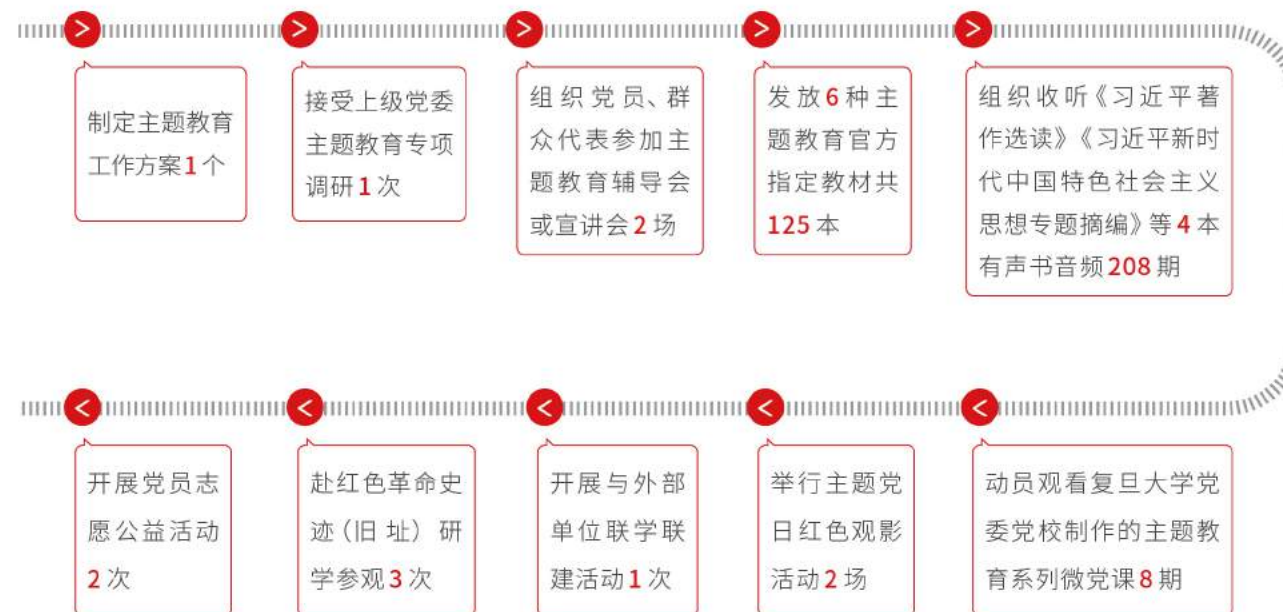 制定主题教育
工作方案1个
接受上级党委
主题教育专项
调研1次
组织党员、群
众代表参加主
题教育辅导会
或宣讲会2场
发放6种主
题教育官方
指定教材共
125本
组织收听《习近平著
作选读》《习近平新时
代中国特色社会主义
思想专题摘编》等4本
有声书音频208期
动员观看复旦大学党
委党校制作的主题教
育系列微党课8期
举行主题党
日红色观影
活动2场
开展与外部
单位联学联
建活动1次
赴红色革命史
迹（旧址）研
学参观3次
开展党员志
愿公益活动
2次